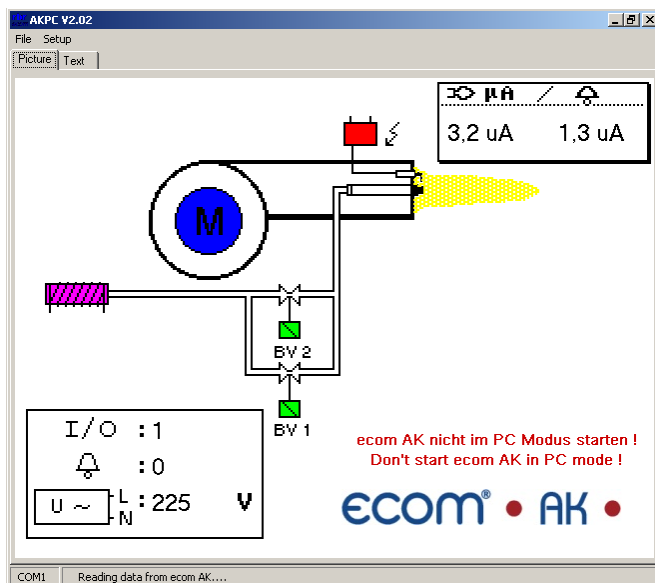 AKPC V2.02
File Setup
Picture Text
µA /
3,2 uA 1,3 uA
M
BV 2
BV 1
I/O :1
:0
U ~ L :225 V
N
ecom AK nicht im PC Modus starten !
Don't start ecom AK in PC mode !
ecom® • AK •
COM1 Reading data from ecom AK....